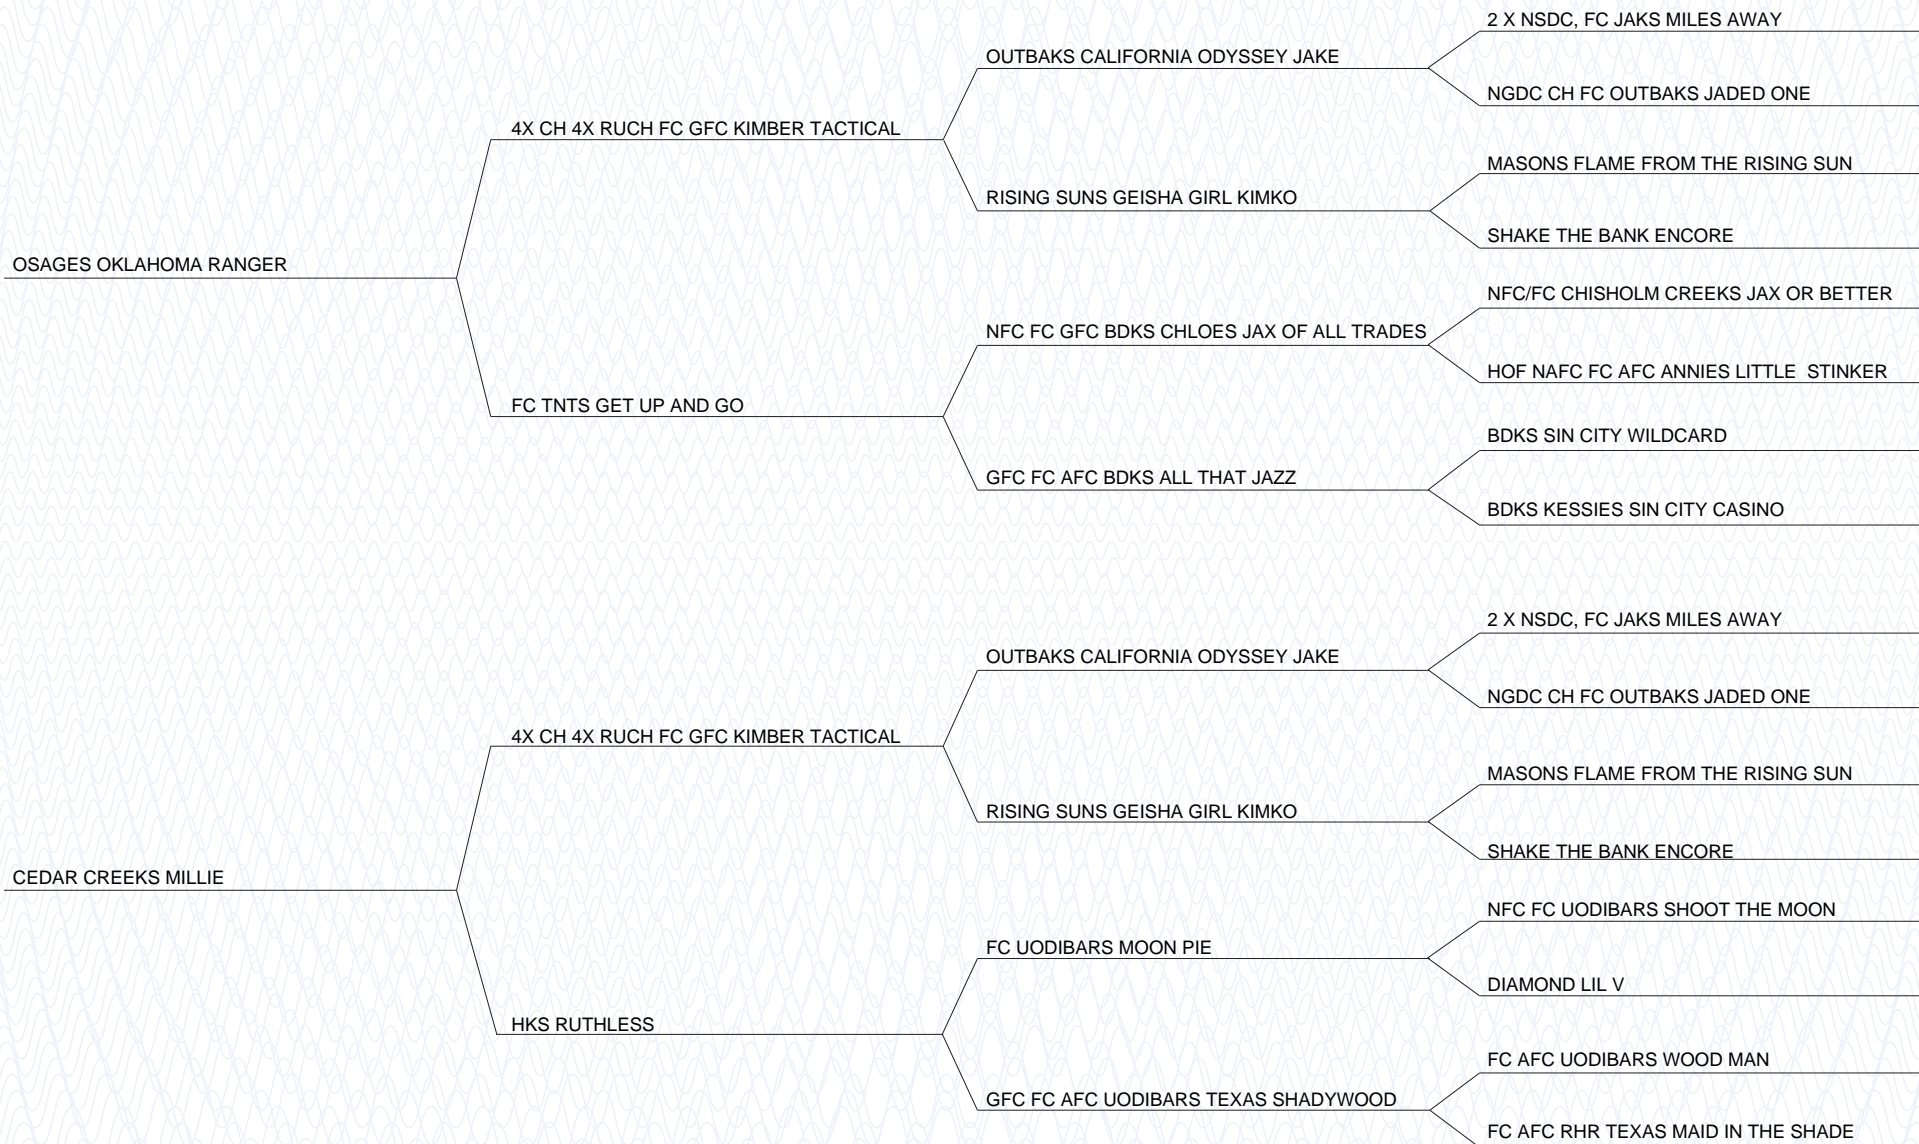 2 X NSDC, FC JAKS MILES AWAY
OUTBAKS CALIFORNIA ODYSSEY JAKE
NGDC CH FC OUTBAKS JADED ONE
4X CH 4X RUCH FC GFC KIMBER TACTICAL
MASONS FLAME FROM THE RISING SUN
RISING SUNS GEISHA GIRL KIMKO
SHAKE THE BANK ENCORE
OSAGES OKLAHOMA RANGER
NFC/FC CHISHOLM CREEKS JAX OR BETTER
NFC FC GFC BDKS CHLOES JAX OF ALL TRADES
HOF NAFC FC AFC ANNIES LITTLE  STINKER
FC TNTS GET UP AND GO
BDKS SIN CITY WILDCARD
GFC FC AFC BDKS ALL THAT JAZZ
BDKS KESSIES SIN CITY CASINO
2 X NSDC, FC JAKS MILES AWAY
OUTBAKS CALIFORNIA ODYSSEY JAKE
NGDC CH FC OUTBAKS JADED ONE
4X CH 4X RUCH FC GFC KIMBER TACTICAL
MASONS FLAME FROM THE RISING SUN
RISING SUNS GEISHA GIRL KIMKO
SHAKE THE BANK ENCORE
CEDAR CREEKS MILLIE
NFC FC UODIBARS SHOOT THE MOON
FC UODIBARS MOON PIE
DIAMOND LIL V
HKS RUTHLESS
FC AFC UODIBARS WOOD MAN
GFC FC AFC UODIBARS TEXAS SHADYWOOD
FC AFC RHR TEXAS MAID IN THE SHADE